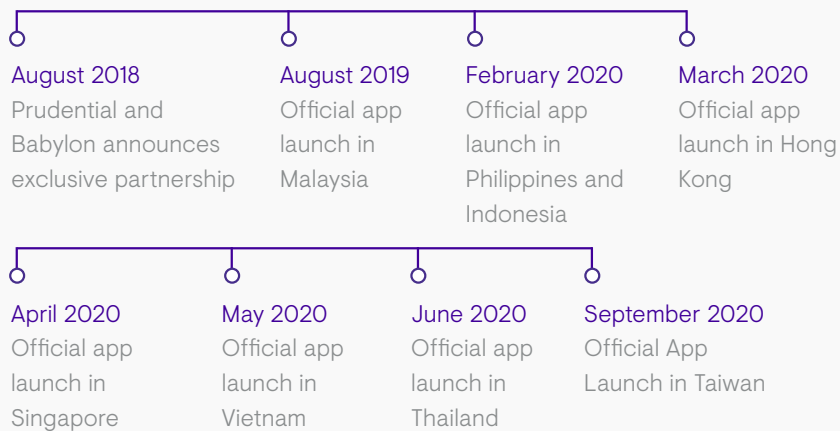 August 2018
Prudential and
Babylon announces
exclusive partnership
August 2019
Official app
launch in
Malaysia
February 2020
Official app
launch in
Philippines and
Indonesia
March 2020
Official app
launch in Hong
Kong
April 2020
Official app
launch in
Singapore
May 2020
Official app
launch in
Vietnam
June 2020
Official app
launch in
Thailand
September 2020
Official App
Launch in Taiwan